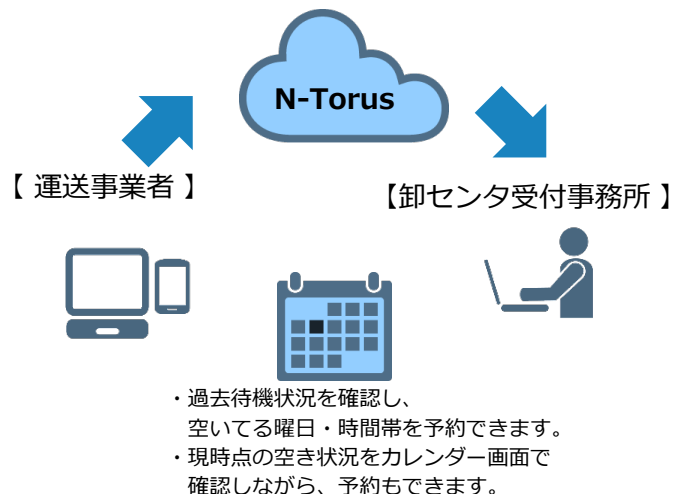 N-Torus
【 運送事業者 】
【卸センタ受付事務所 】
・過去待機状況を確認し、
空いてる曜日・時間帯を予約できます。
・現時点の空き状況をカレンダー画面で
確認しながら、予約もできます。